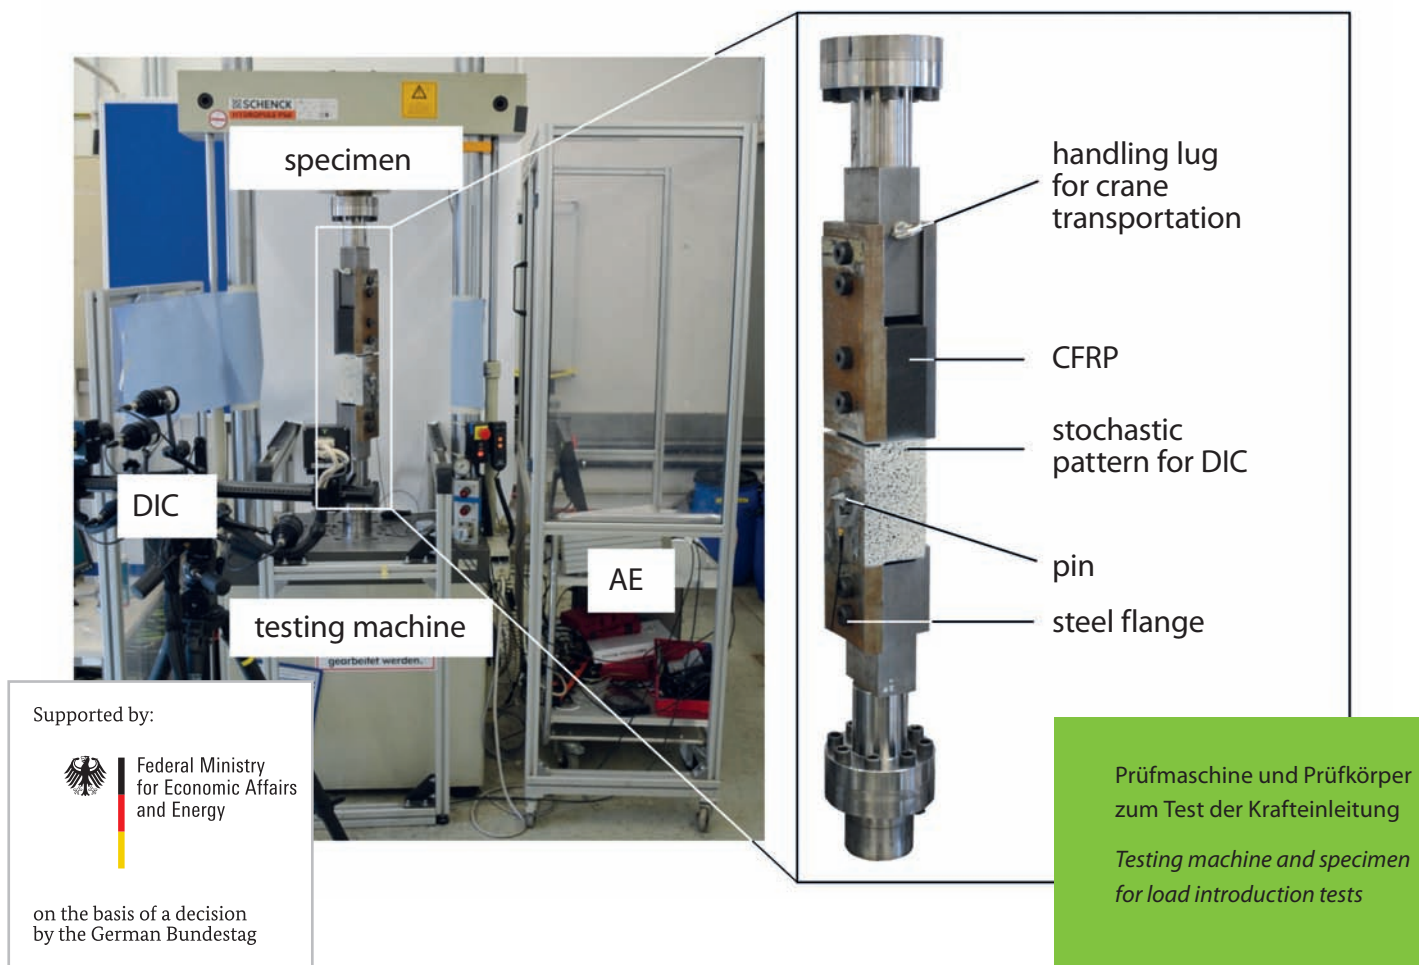 SCHENCK
HYDROPULS PSA
specimen
handling lug
for crane
transportation
CFRP
stochastic
pattern for DIC
DIC
pin
AE
steel flange
testing machine
gearbeitet werden.
Supported by:
Federal Ministry
for Economic Affairs
and Energy
on the basis of a decision
by the German Bundestag
Prüfmaschine und Prüfkörper
zum Test der Krafteinleitung
Testing machine and specimen
for load introduction tests